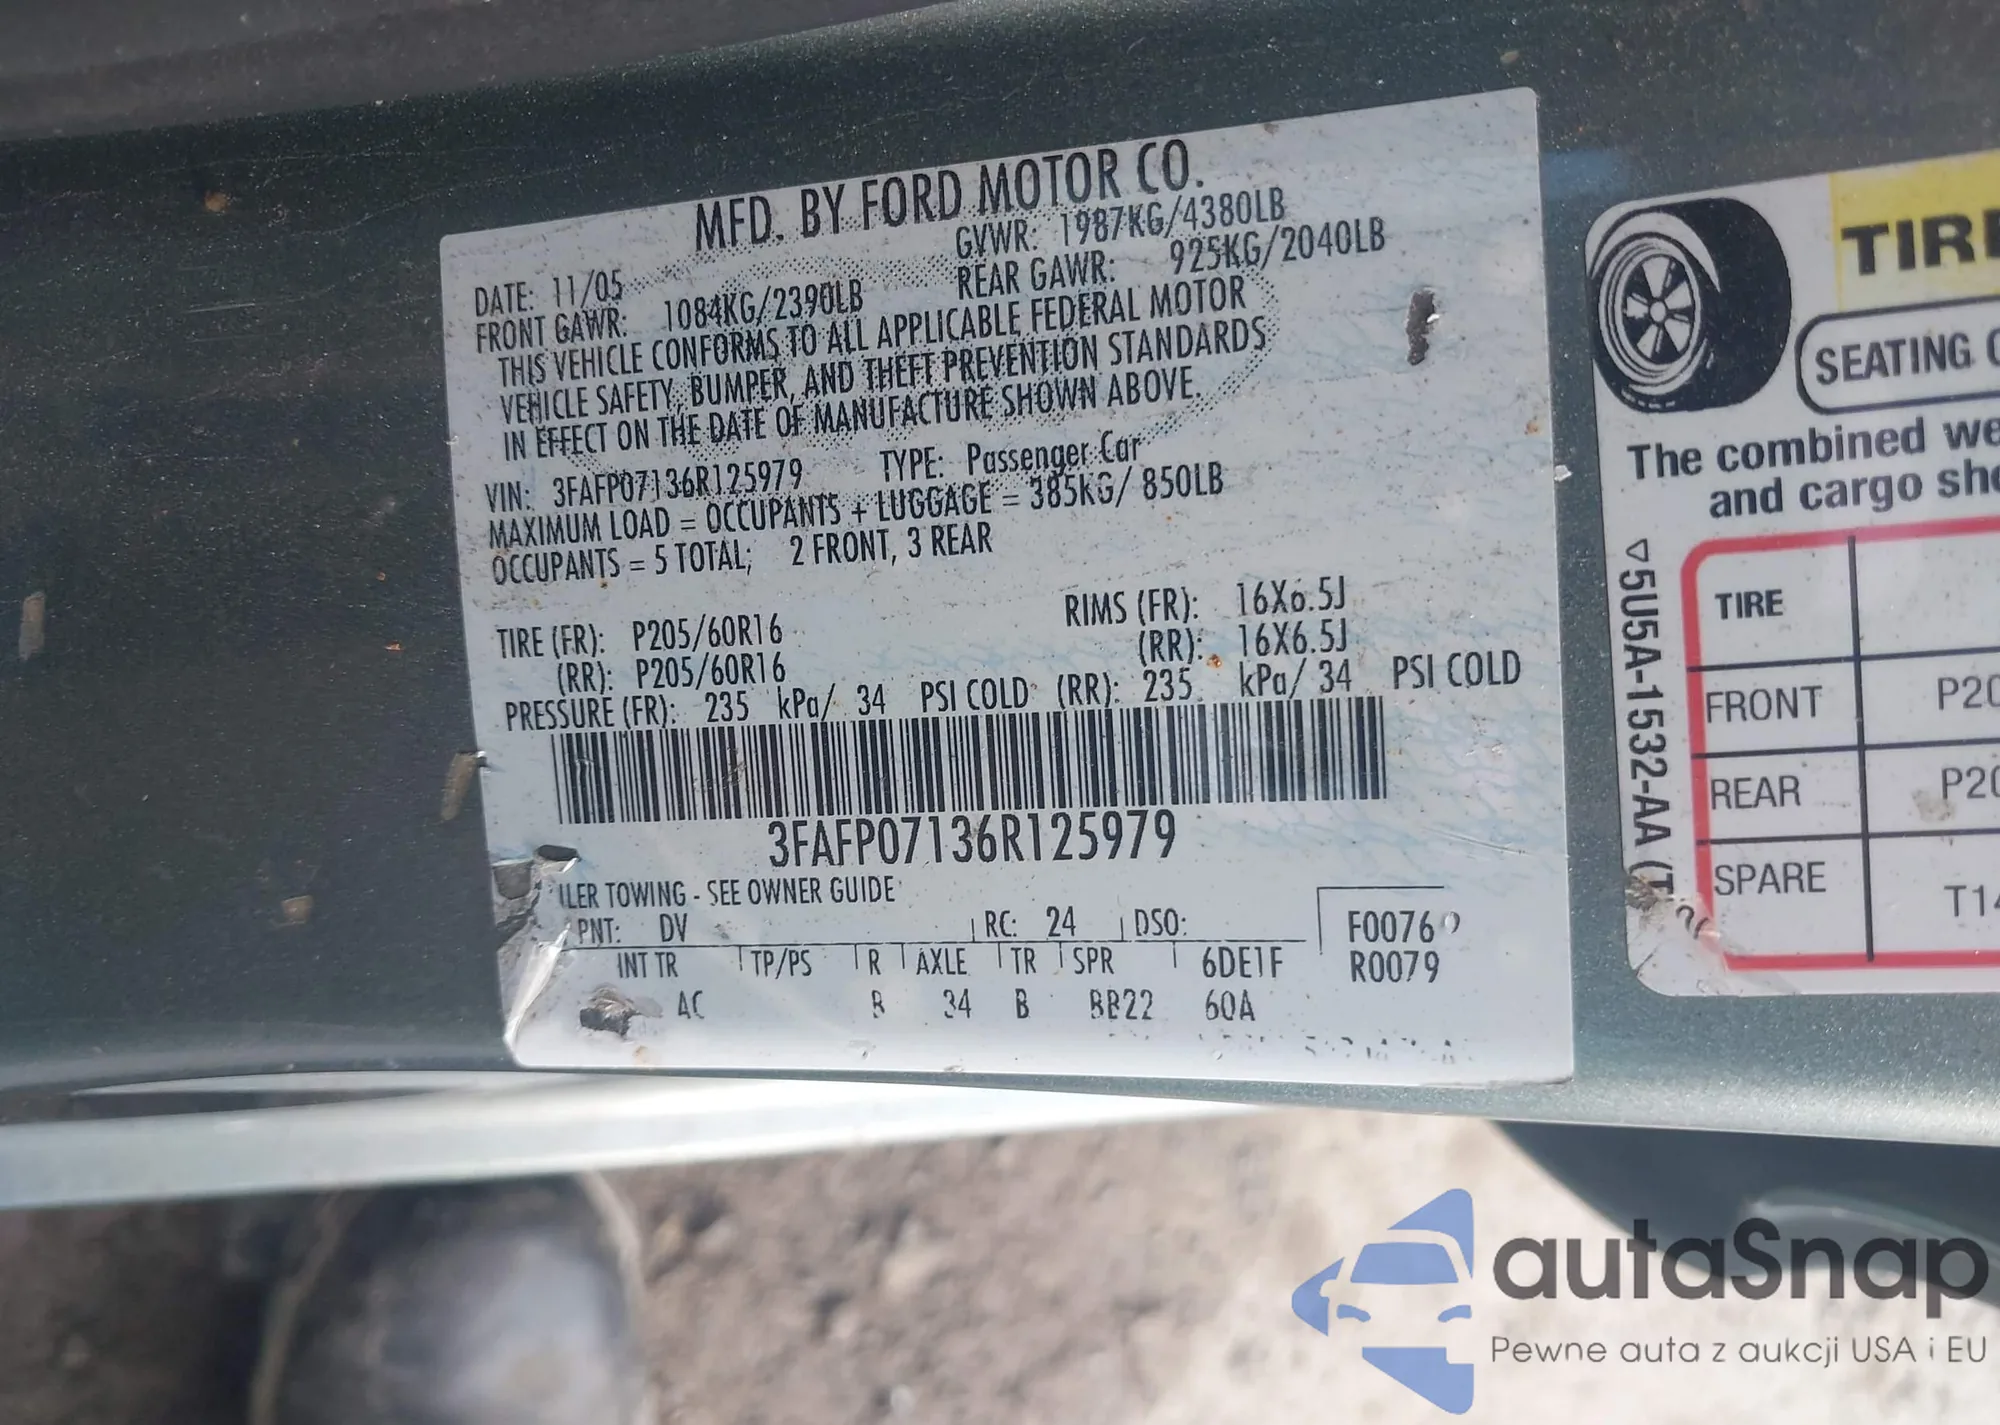 MFD. BY FORD MOTOR CO.
DATE: 11/05 GVWR: 1987KG/4380LB
FRONT GAWR: 1084KG/2390LB REAR GAWR: 925KG/2040LB
THIS VEHICLE CONFORMS TO ALL APPLICABLE FEDERAL MOTOR
VEHICLE SAFETY, BUMPER, AND THEFT PREVENTION STANDARDS
IN EFFECT ON THE DATE OF MANUFACTURE SHOWN ABOVE.
VIN: 3FAFP07136R125979 TYPE: Passenger Car
MAXIMUM LOAD = OCCUPANTS + LUGGAGE = 385KG/ 850LB
OCCUPANTS = 5 TOTAL; 2 FRONT, 3 REAR
TIRE (FR): P205/60R16 RIMS (FR): 16X6.5J
(RR): P205/60R16 (RR): 16X6.5J
PRESSURE (FR): 235 kPa/ 34 PSI COLD (RR): 235 kPa/ 34 PSI COLD
3FAFP07136R125979
ILER TOWING - SEE OWNER GUIDE
PNT: DV RC: 24 DSO: F0076
INT TR TP/PS R AXLE TR SPR 6DE1F R0079
AC B 34 B BB22 60A
TIRE
SEATING C
The combined we
and cargo sho
5U5A-1532-AA (T
TIRE
FRONT P20
REAR P20
SPARE T14
autaSnap
Pewne auta z aukcji USA i EU